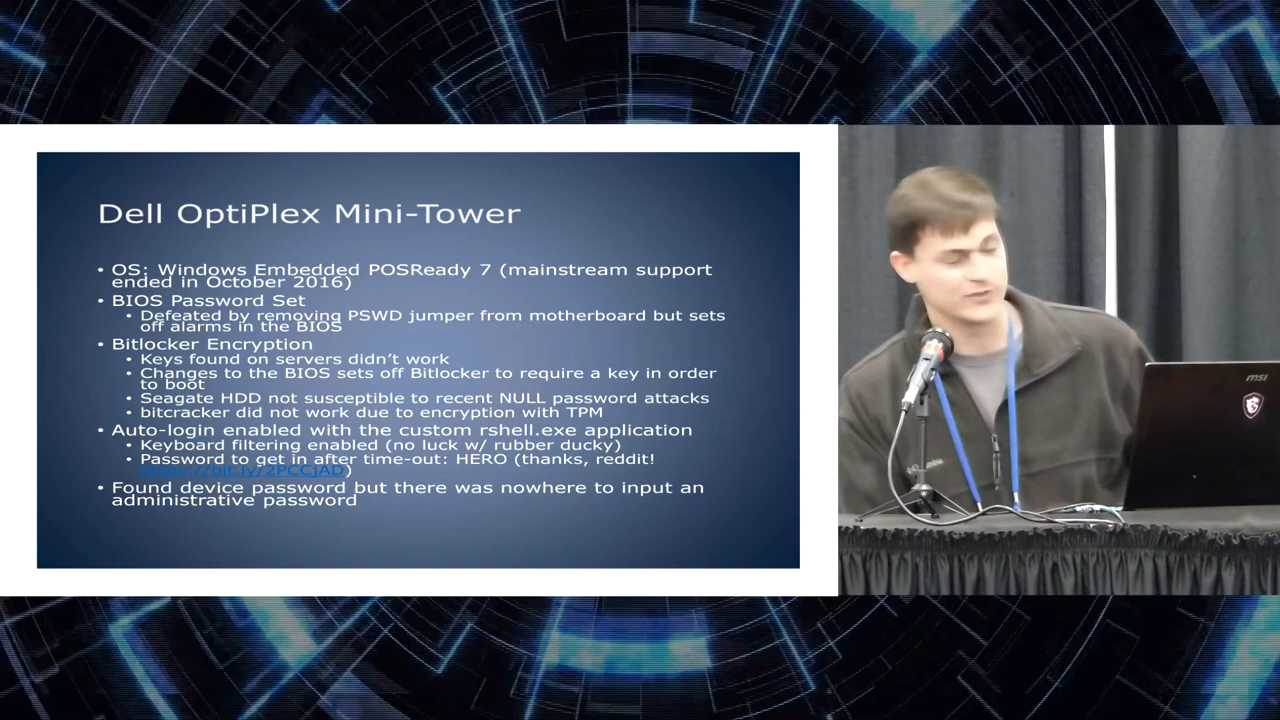 Dell OptiPlex Mini-Tower
• OS: Windows Embedded POSReady 7 (mainstream support
ended in October 2016)
• BIOS Password Set
• Defeated by removing PSWD jumper from motherboard but sets
off alarms in the BIOS
• Bitlocker Encryption
• Keys found on servers didn't work
• Changes to the BIOS sets off Bitlocker to require a key in order
to boot
• Seagate HDD not susceptible to recent NULL password attacks
• bitcracker did not work due to encryption with TPM
• Auto-login enabled with the custom rshell.exe application
• Keyboard filtering enabled (no luck w/ rubber ducky)
• Password to get in after time-out: HERO (thanks, reddit!
https://bit.ly/2PCCjAD)
• Found device password but there was nowhere to input an
administrative password
msi